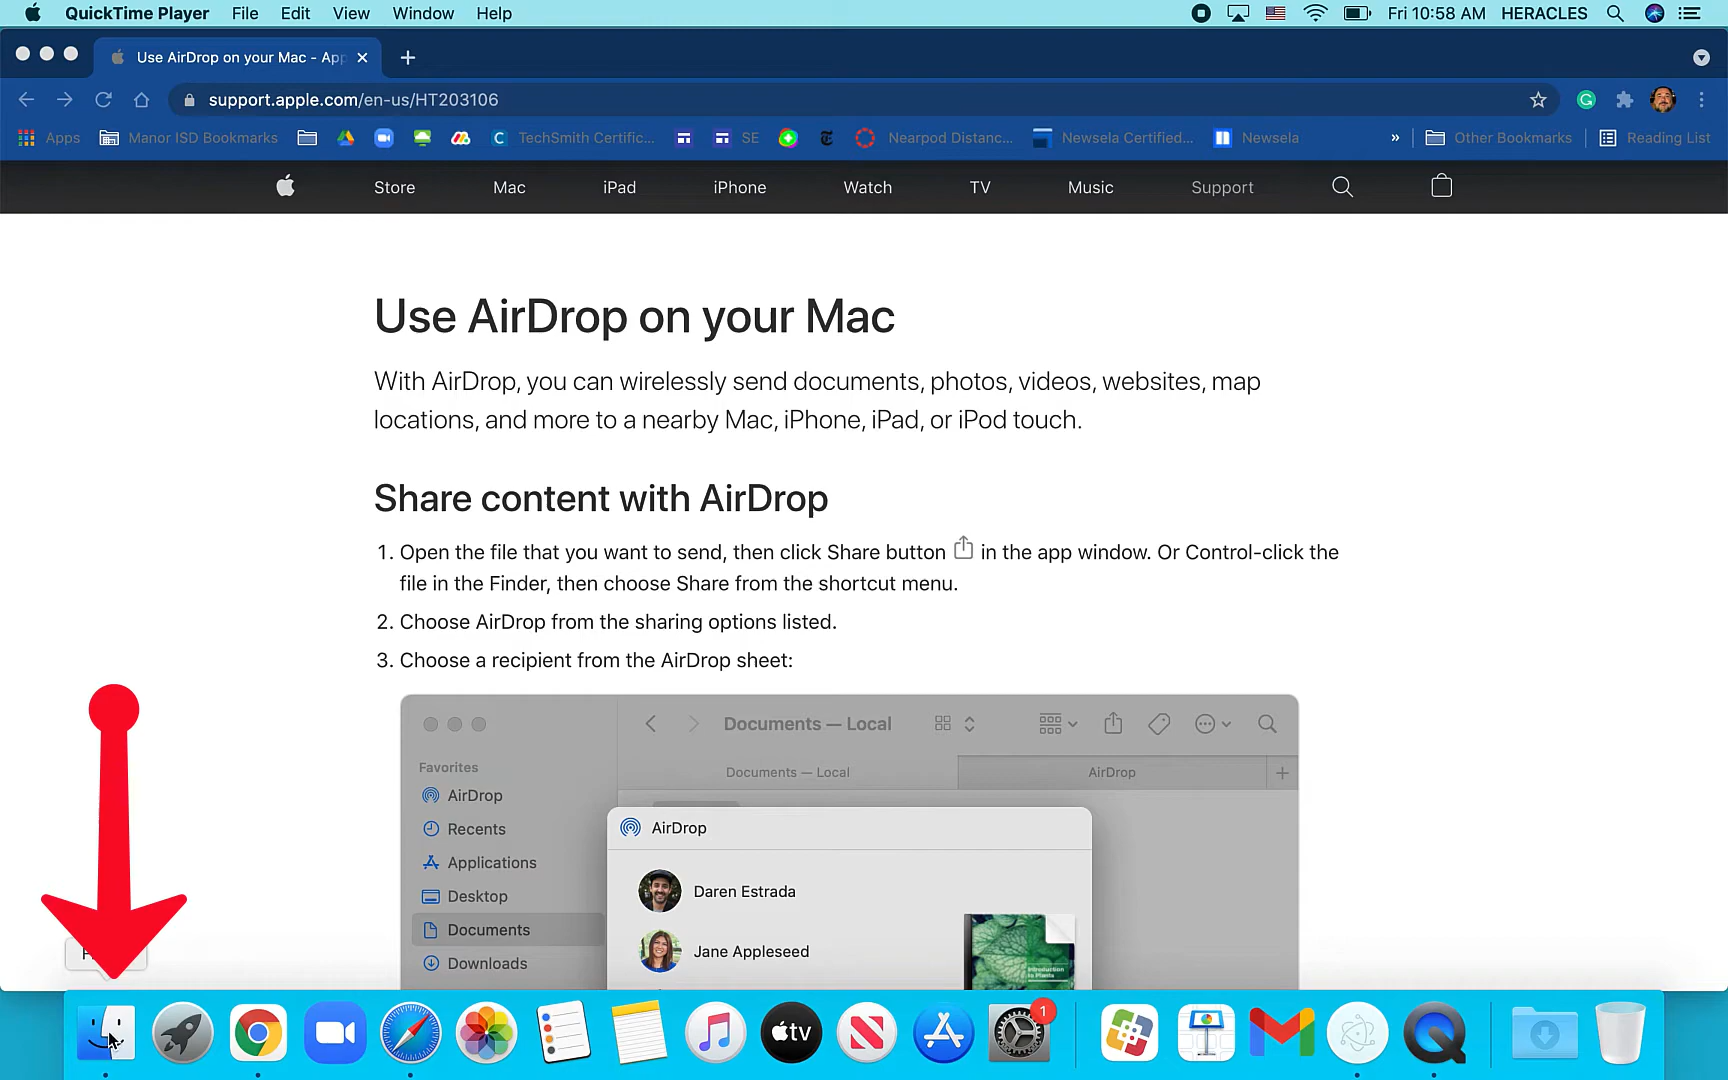 QuickTime Player File Edit View Window Help Fri 10:58 AM HERACLES
Use AirDrop on your Mac - App
support.apple.com/en-us/HT203106
Apps Manor ISD Bookmarks TechSmith Certific... SE Nearpod Distanc... Newsela Certified... Newsela » Other Bookmarks Reading List
Store Mac iPad iPhone Watch TV Music Support
Use AirDrop on your Mac
With AirDrop, you can wirelessly send documents, photos, videos, websites, map
locations, and more to a nearby Mac, iPhone, iPad, or iPod touch.
Share content with AirDrop
1. Open the file that you want to send, then click Share button in the app window. Or Control-click the
file in the Finder, then choose Share from the shortcut menu.
2. Choose AirDrop from the sharing options listed.
3. Choose a recipient from the AirDrop sheet:
Documents — Local
Favorites
Documents — Local AirDrop
AirDrop
Recents
AirDrop
Applications
Daren Estrada
Desktop
Documents
Jane Appleseed
Introduction
to Plants
Downloads
1
tv